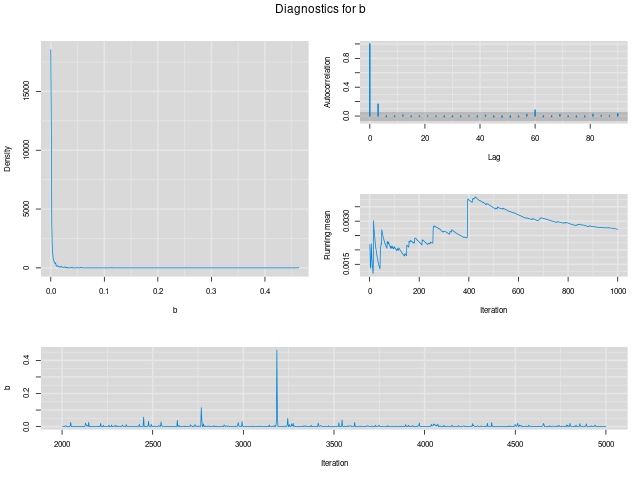 Diagnostics for b
Density
0 5000 15000
0.0 0.1 0.2 0.3 0.4
b
Autocorrelation
0.0 0.4 0.8
0 20 40 60 80
Lag
Running mean
0.0015 0.0030
0 200 400 600 800 1000
Iteration
b
0.0 0.2 0.4
2000 2500 3000 3500 4000 4500 5000
Iteration